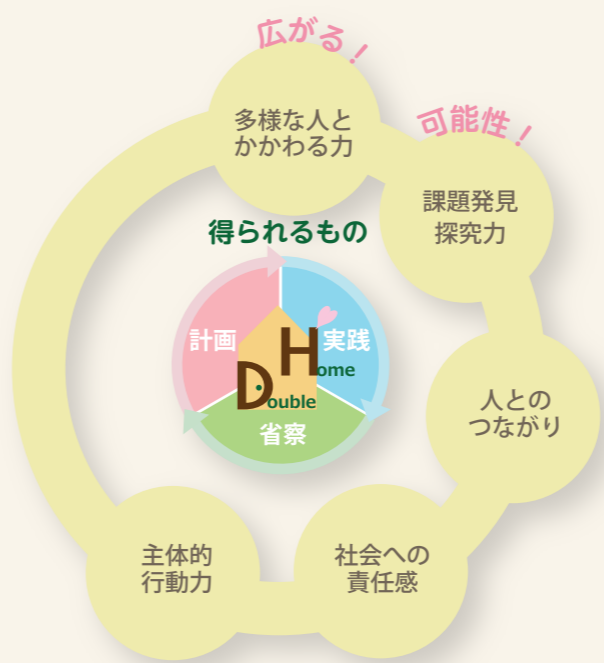 広がる！
可能性！
多様な人と
かかわる力
課題発見
探究力
得られるもの
計画
実践
Double
Home
省察
人との
つながり
社会への
責任感
主体的
行動力